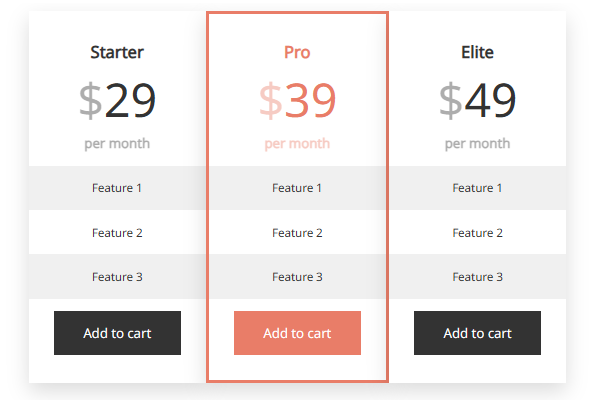 Starter
$29
per month
Feature 1
Feature 2
Feature 3
Add to cart
Pro
$39
per month
Feature 1
Feature 2
Feature 3
Add to cart
Elite
$49
per month
Feature 1
Feature 2
Feature 3
Add to cart